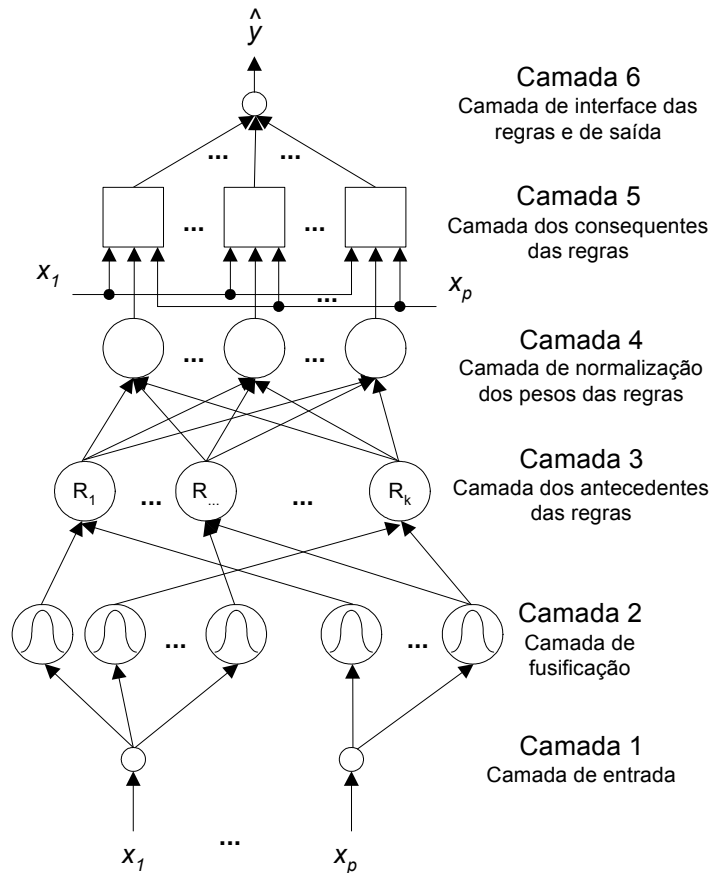 ŷ
Camada 6
Camada de interface das
regras e de saída
... ...
Camada 5
Camada dos consequentes
das regras
... ...
x1
...
xp
Camada 4
Camada de normalização
dos pesos das regras
... ...
Camada 3
Camada dos antecedentes
das regras
R1 ... R... ... Rk
Camada 2
Camada de
fusificação
... ...
Camada 1
Camada de entrada
x1 ... xp